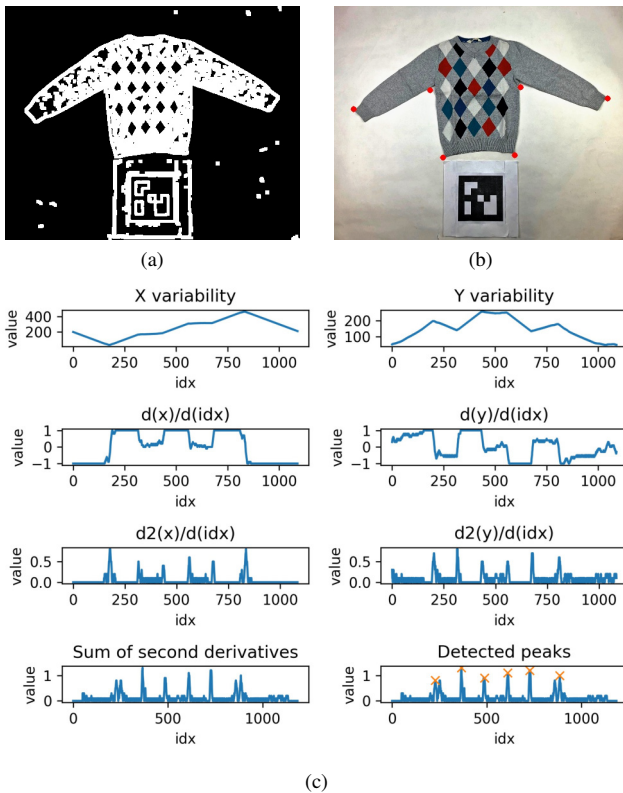 (a) (b)
X variability Y variability
value 400 200 value 200 100
0 250 500 750 1000 0 250 500 750 1000
idx idx
d(x)/d(idx) d(y)/d(idx)
value 1 0 −1 value 1 0 −1
0 250 500 750 1000 0 250 500 750 1000
idx idx
d2(x)/d(idx) d2(y)/d(idx)
value 0.5 0.0 value 0.5 0.0
0 250 500 750 1000 0 250 500 750 1000
idx idx
Sum of second derivatives Detected peaks
value 1 0 value 1 0
0 500 1000 0 500 1000
idx idx
(c)